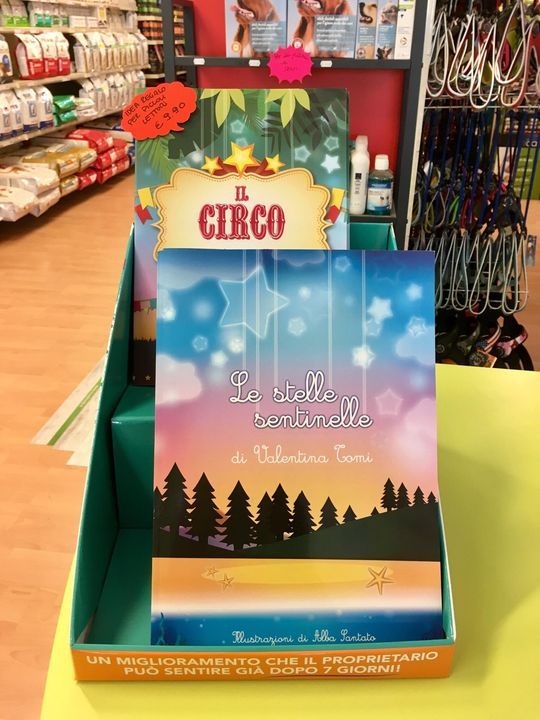 IDEA REGALO
PER PICCOLI
LETTORI
€ 9.90
IL
CIRCO
Le stelle
sentinelle
di Valentina Tomi
Illustrazioni di Alba Santato
UN MIGLIORAMENTO CHE IL PROPRIETARIO
PUÒ SENTIRE GIÀ DOPO 7 GIORNI!